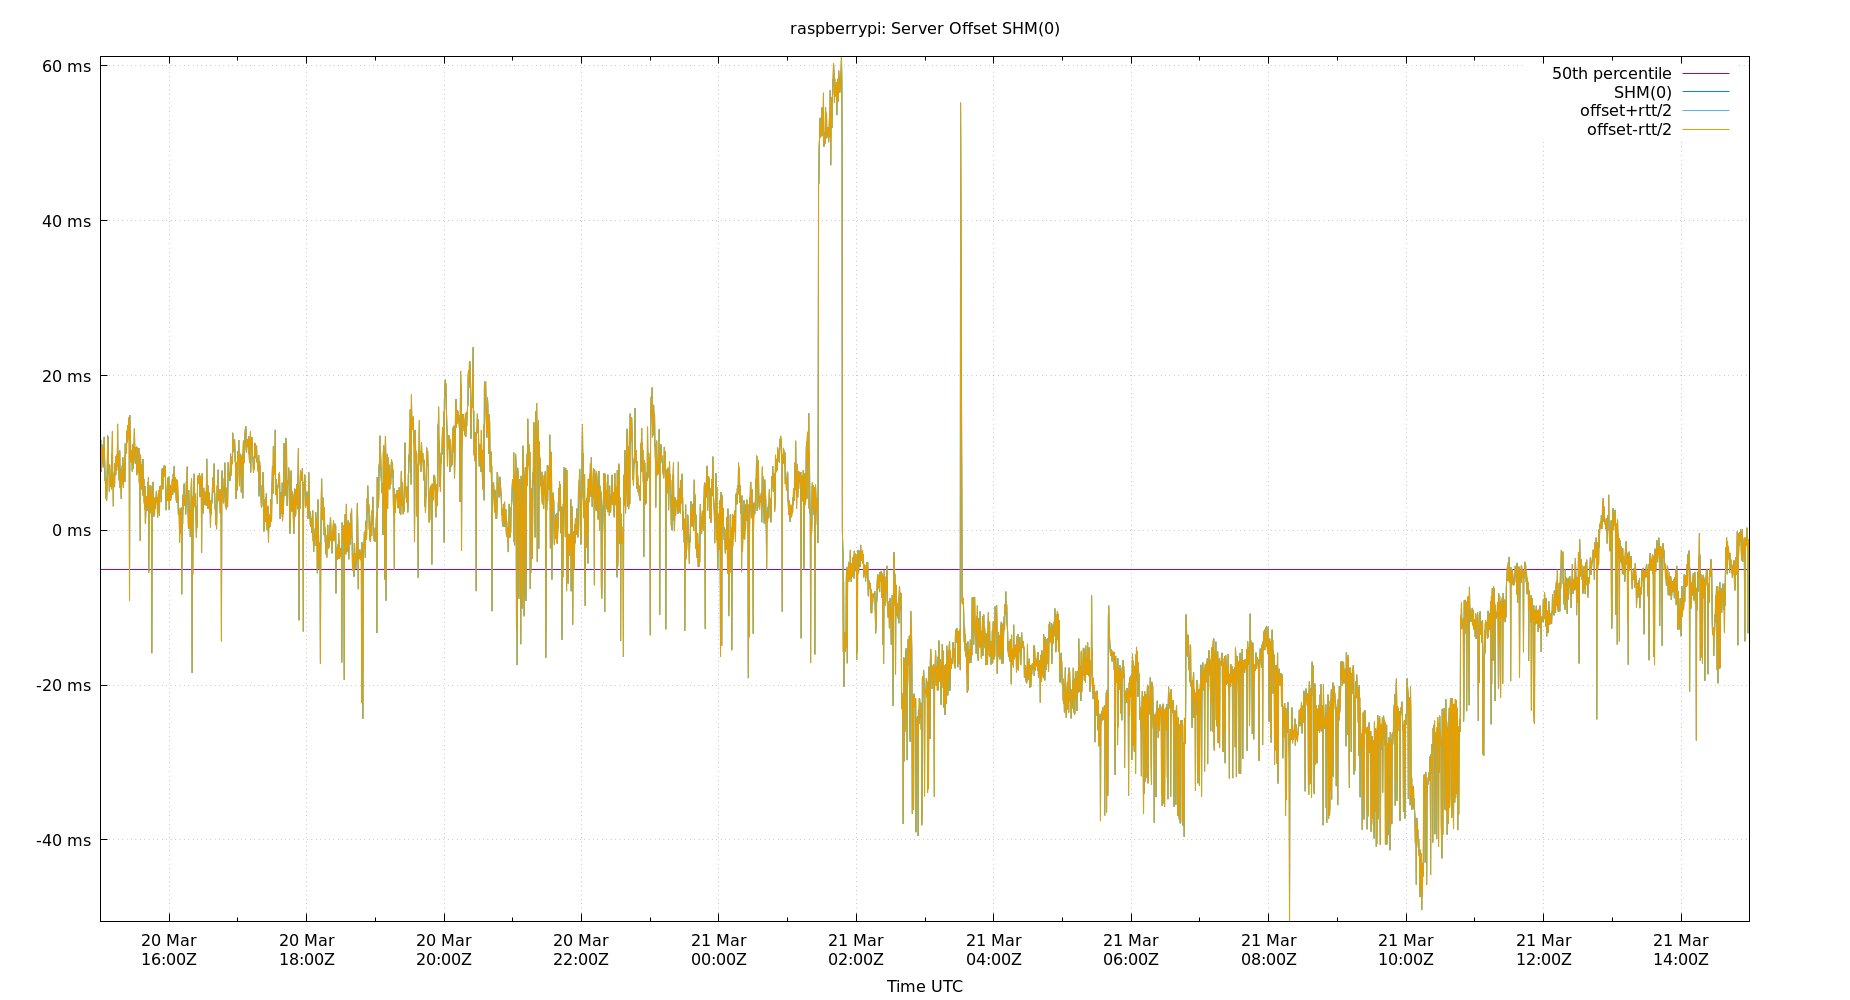 raspberrypi: Server Offset SHM(0)
60 ms
40 ms
20 ms
0 ms
-20 ms
-40 ms
50th percentile
SHM(0)
offset+rtt/2
offset-rtt/2
20 Mar 20 Mar 20 Mar 20 Mar 21 Mar 21 Mar 21 Mar 21 Mar 21 Mar 21 Mar 21 Mar 21 Mar
16:00Z 18:00Z 20:00Z 22:00Z 00:00Z 02:00Z 04:00Z 06:00Z 08:00Z 10:00Z 12:00Z 14:00Z
Time UTC